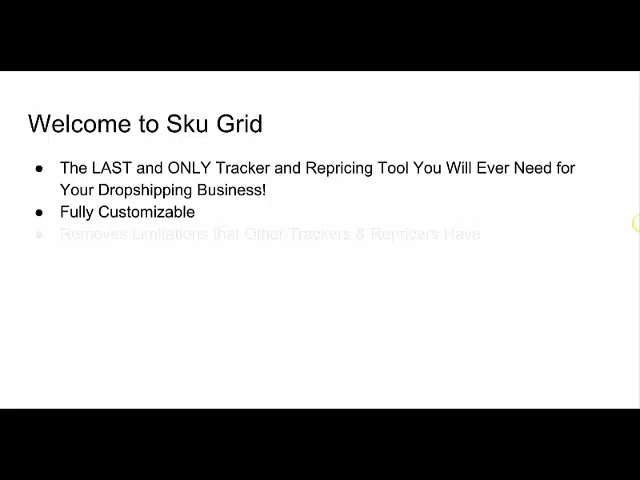 Welcome to Sku Grid
● The LAST and ONLY Tracker and Repricing Tool You Will Ever Need for
Your Dropshipping Business!
● Fully Customizable
● Removes Limitations that Other Trackers & Repricers Have